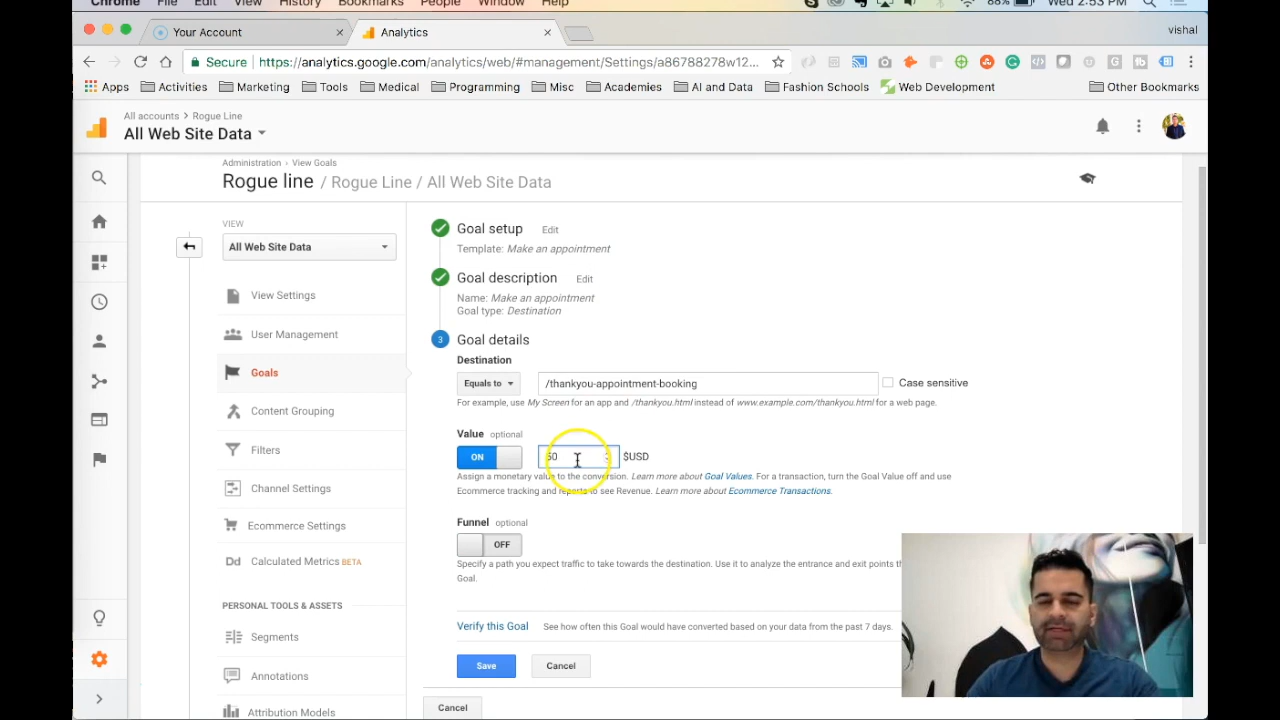 Chrome File Edit View History Bookmarks People Window Help 88% Wed 2:53 PM
Your Account Analytics vishal
Secure https://analytics.google.com/analytics/web/#management/Settings/a86788278w12...
Apps Activities Marketing Tools Medical Programming Misc Academies AI and Data Fashion Schools Web Development Other Bookmarks
All accounts > Rogue Line
All Web Site Data
Administration › View Goals
Rogue line / Rogue Line / All Web Site Data
VIEW
All Web Site Data
View Settings
User Management
Goals
Content Grouping
Filters
Channel Settings
Ecommerce Settings
Dd Calculated Metrics BETA
PERSONAL TOOLS & ASSETS
Segments
Annotations
Attribution Models
Goal setup Edit
Template: Make an appointment
Goal description Edit
Name: Make an appointment
Goal type: Destination
3 Goal details
Destination
Equals to /thankyou-appointment-booking Case sensitive
For example, use My Screen for an app and /thankyou.html instead of www.example.com/thankyou.html for a web page.
Value optional
ON 50 $USD
Assign a monetary value to the conversion. Learn more about Goal Values. For a transaction, turn the Goal Value off and use
Ecommerce tracking and reports to see Revenue. Learn more about Ecommerce Transactions.
Funnel optional
OFF
Specify a path you expect traffic to take towards the destination. Use it to analyze the entrance and exit points th
Goal.
Verify this Goal See how often this Goal would have converted based on your data from the past 7 days.
Save Cancel
Cancel